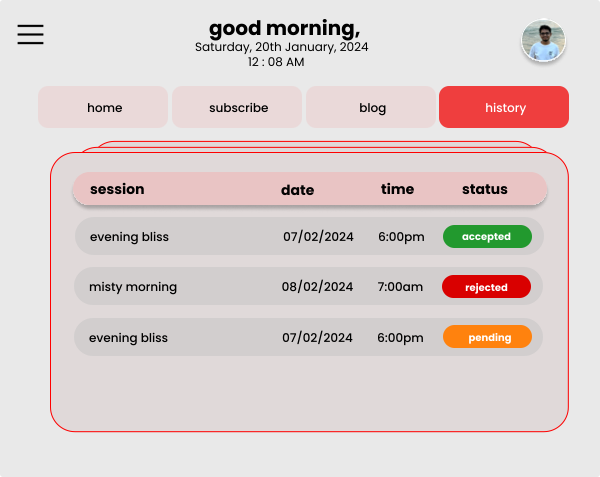 good morning,
Saturday, 20th January, 2024
12 : 08 AM
home subscribe blog history
session date time status
evening bliss 07/02/2024 6:00pm accepted
misty morning 08/02/2024 7:00am rejected
evening bliss 07/02/2024 6:00pm pending